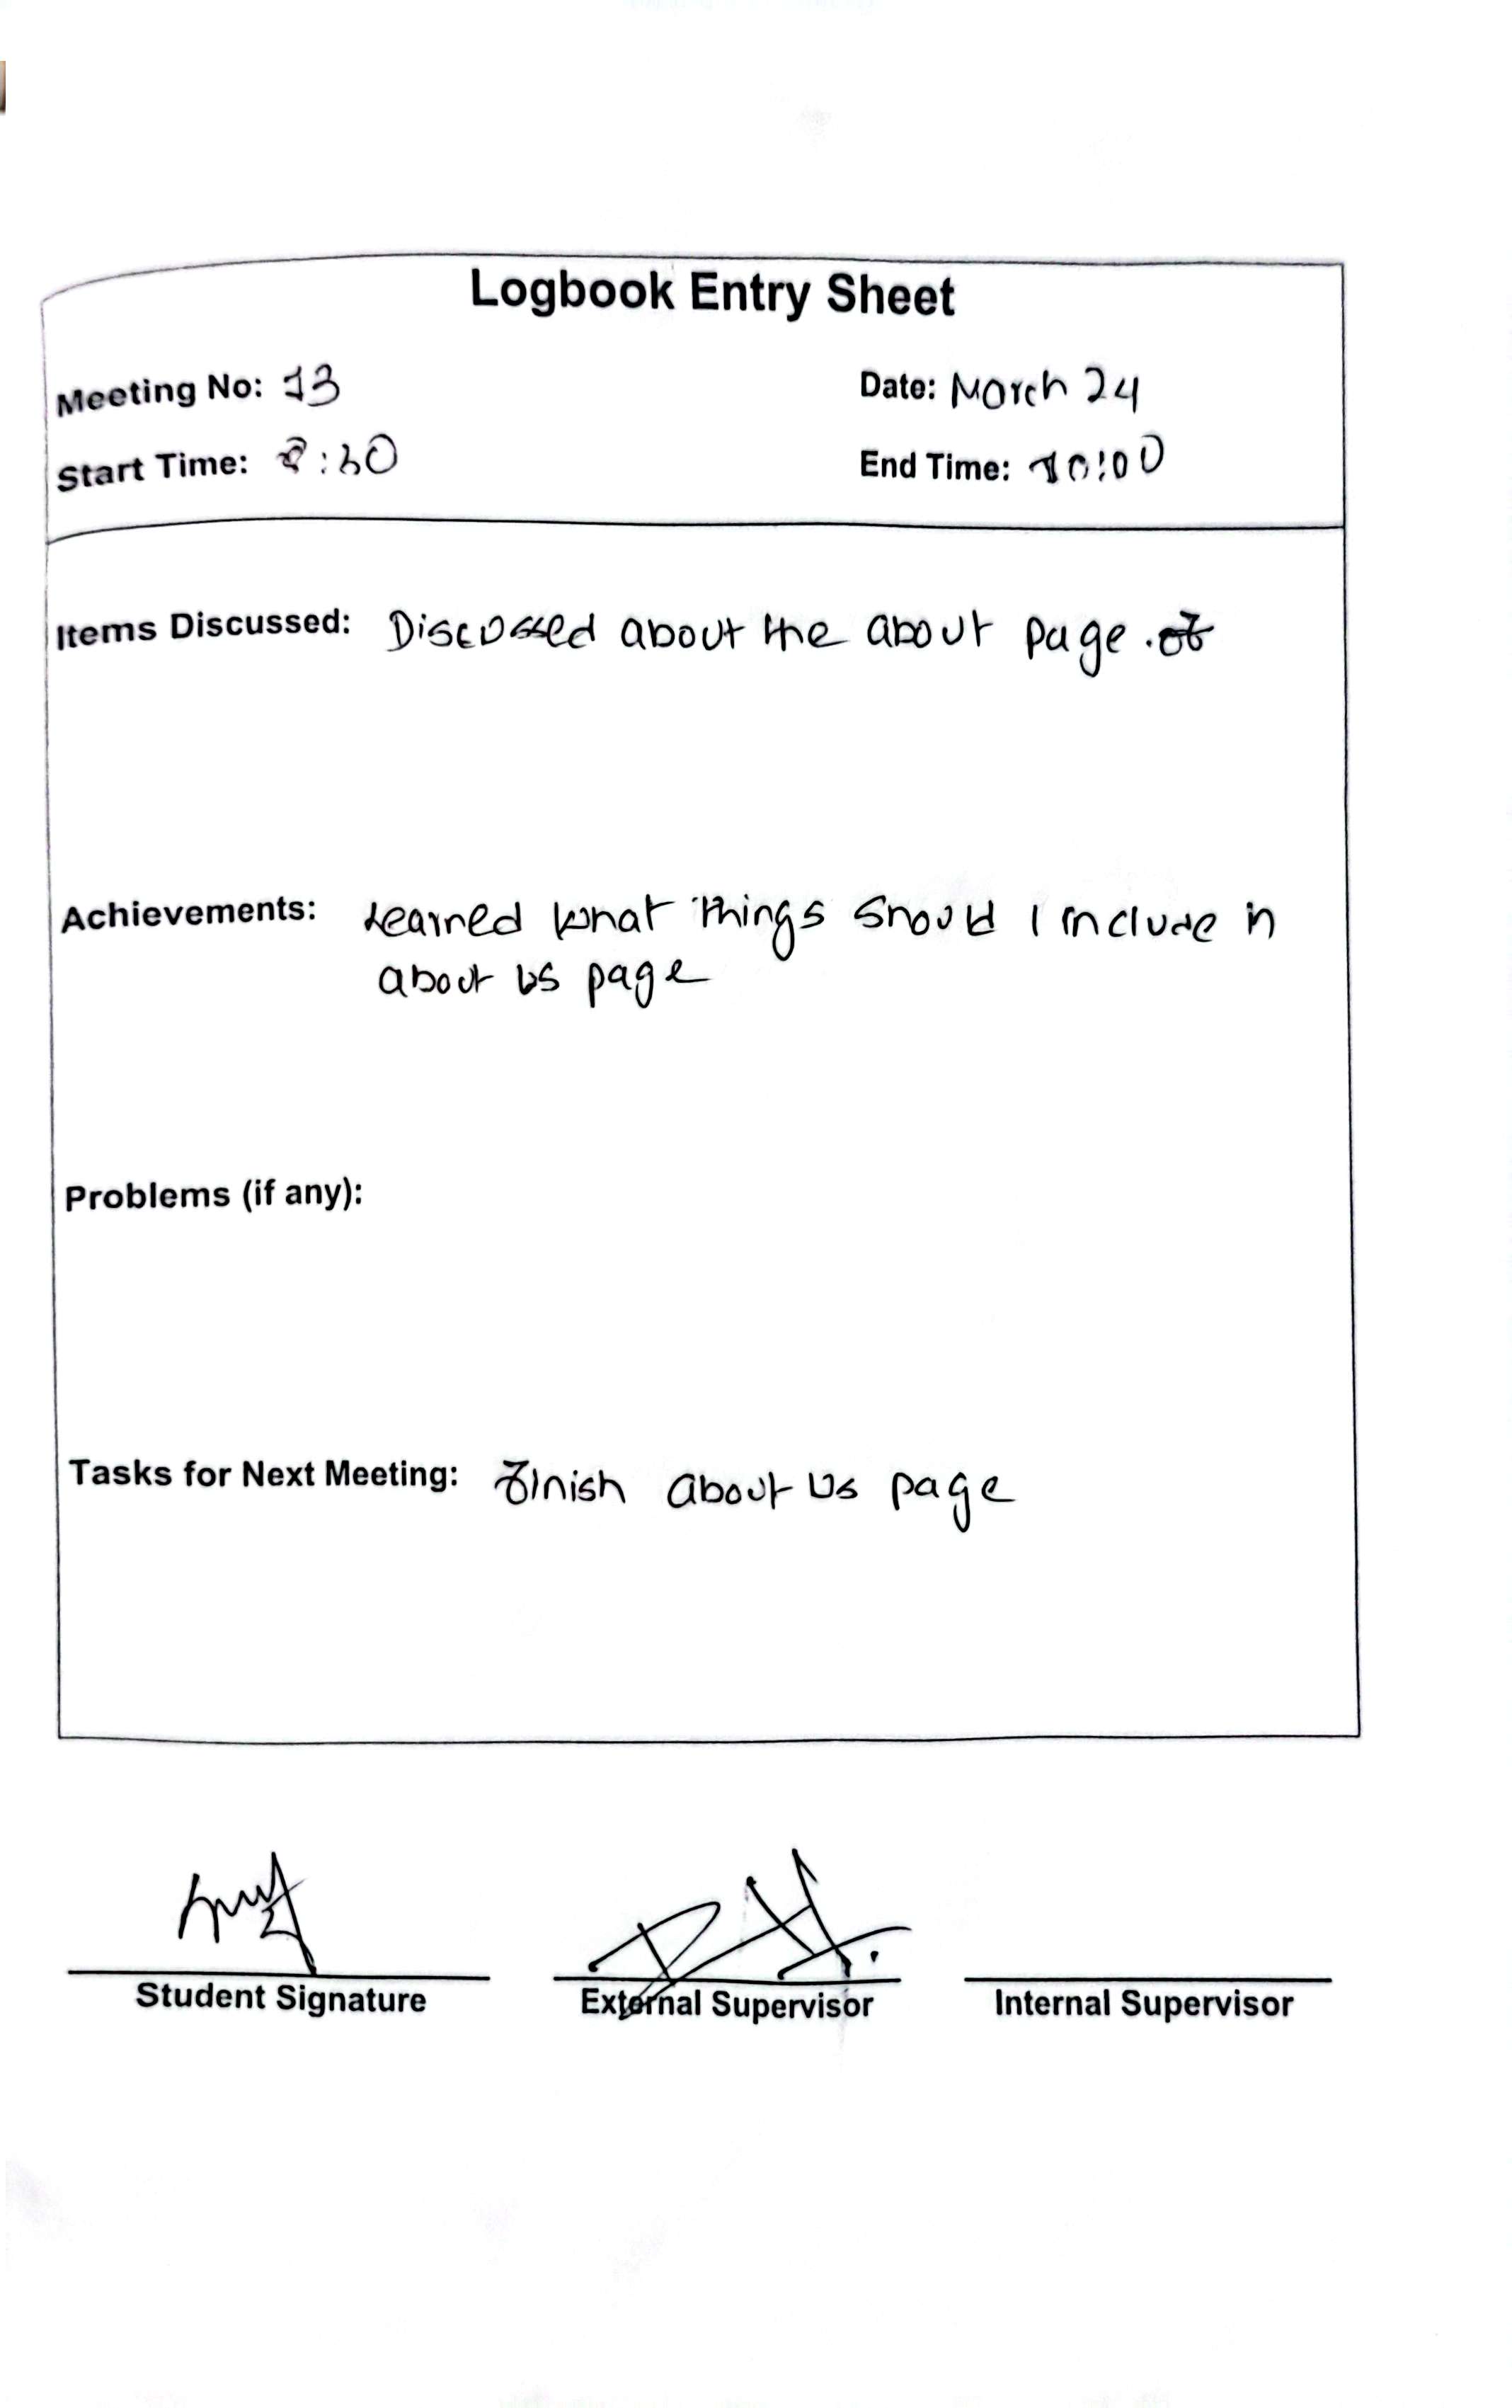 Logbook Entry Sheet
Meeting No: 13
Date: March 24
Start Time: :30
End Time: 10:00
Items Discussed: Discussed about the about page.
Achievements: Learned what things should I include in
about us page
Problems (if any):
Tasks for Next Meeting: Finish about us page
Student Signature
External Supervisor
Internal Supervisor